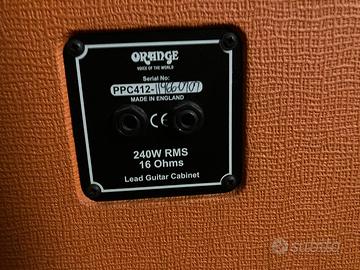 ORANGE
VOICE OF THE WORLD
Serial No:
PPC412-
MADE IN ENGLAND
CE
240W RMS
16 Ohms
Lead Guitar Cabinet
subito